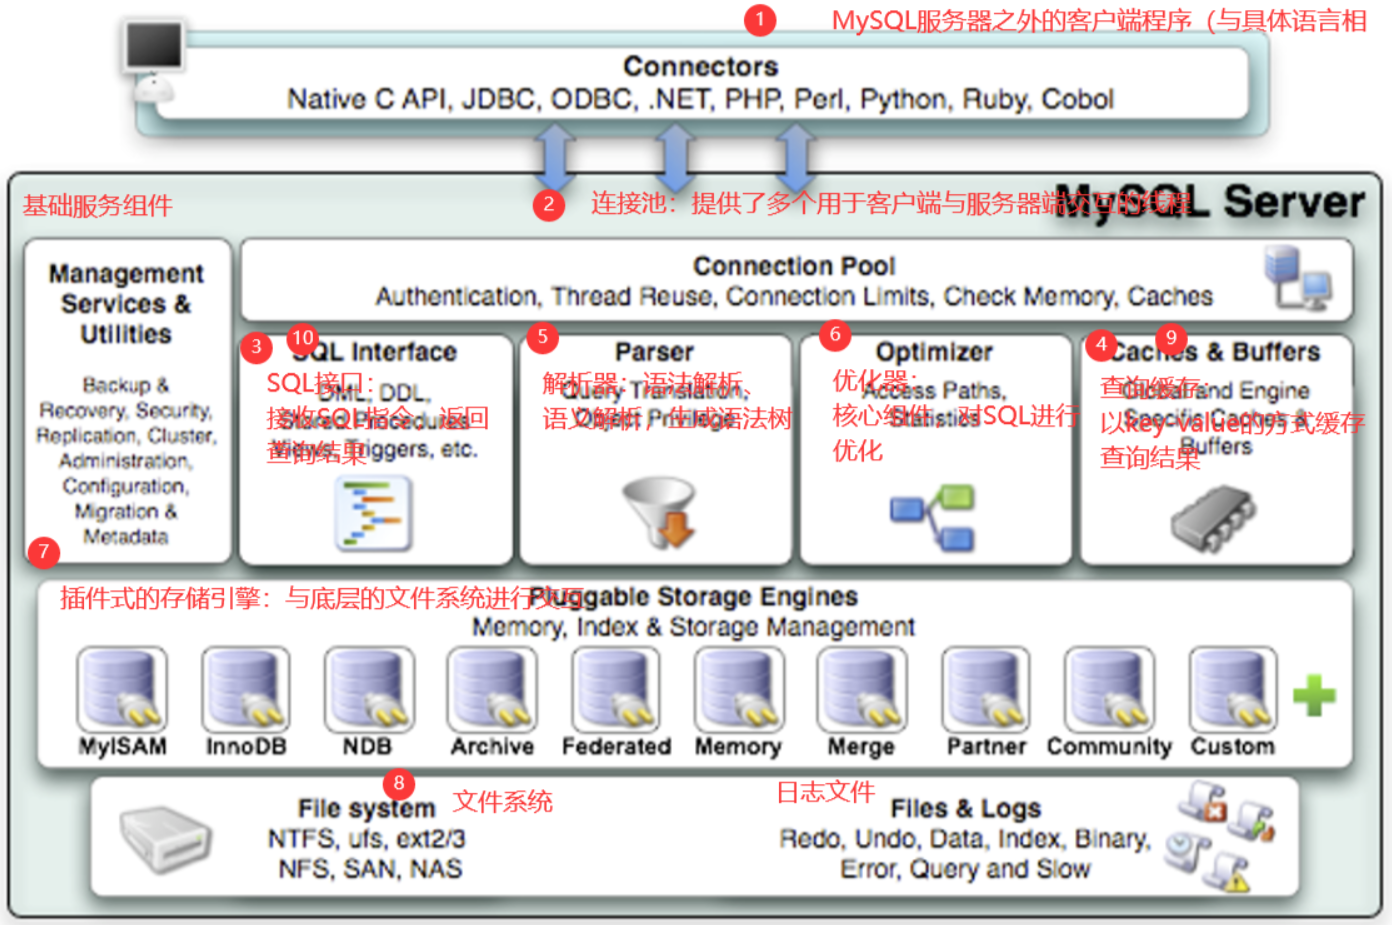 1 MySQL服务器之外的客户端程序（与具体语言相
Connectors
Native C API, JDBC, ODBC, .NET, PHP, Perl, Python, Ruby, Cobol
基础服务组件
2 连接池：提供了多个用于客户端与服务器端交互的线程
MySQL Server
Management
Services &
Utilities
Backup &
Recovery, Security,
Replication, Cluster,
Administration,
Configuration,
Migration &
Metadata
Connection Pool
Authentication, Thread Reuse, Connection Limits, Check Memory, Caches
3 10
SQL Interface
DML, DDL,
Stored Procedures
Views, Triggers, etc.
SQL接口：
接收SQL指令，返回
查询结果
5
Parser
Query Translation,
Object Privilege
解析器：语法解析、
语义解析，生成语法树
6
Optimizer
Access Paths,
Statistics
优化器：
核心组件，对SQL进行
优化
4 9
Caches & Buffers
Global and Engine
Specific Caches &
Buffers
查询缓存：
以key-value的方式缓存
查询结果
7
插件式的存储引擎：与底层的文件系统进行交互
Pluggable Storage Engines
Memory, Index & Storage Management
MyISAM InnoDB NDB Archive Federated Memory Merge Partner Community Custom
8
File system
文件系统
NTFS, ufs, ext2/3
NFS, SAN, NAS
日志文件
Files & Logs
Redo, Undo, Data, Index, Binary,
Error, Query and Slow